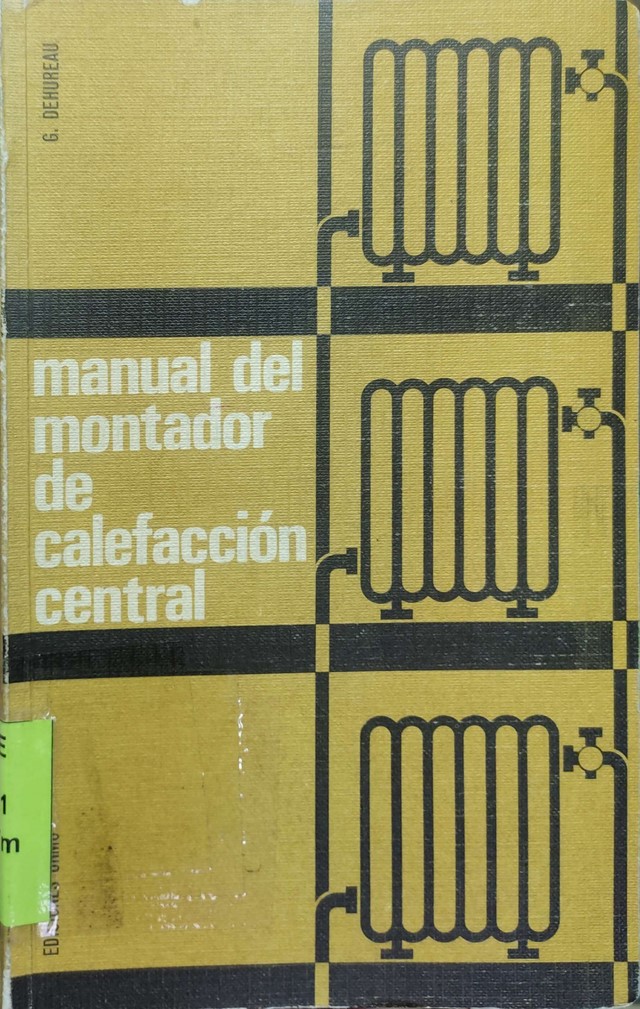 G. DEHUREAU
manual del
montador
de
calefacción
central
E
1
m